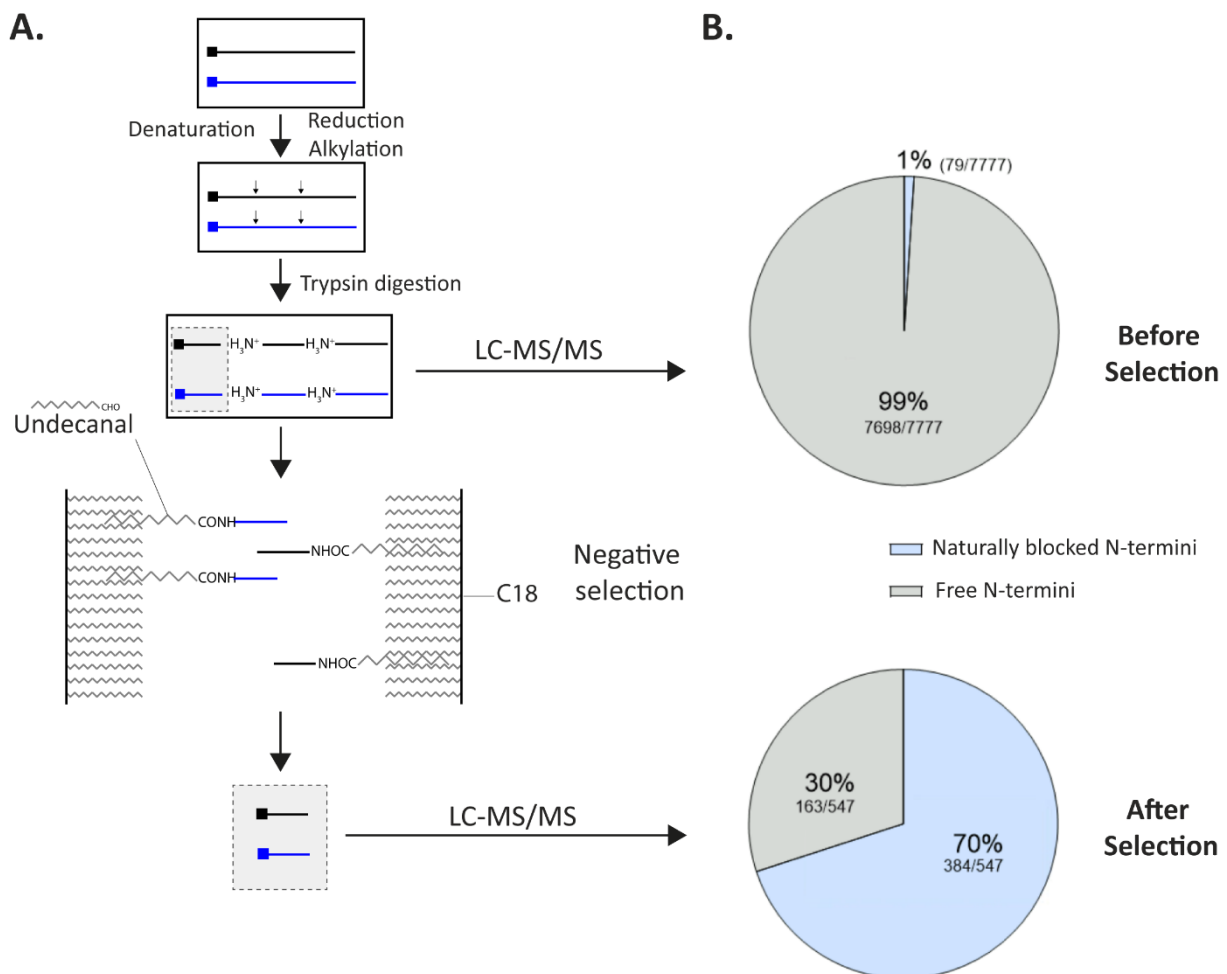 A.
B.
Denaturation
Reduction
Alkylation
Trypsin digestion
H₃N⁺ H₃N⁺
H₃N⁺ H₃N⁺
LC-MS/MS
1% (79/7777)
99%
7698/7777
Before
Selection
CHO
Undecanal
CONH
NHOC
CONH
NHOC
C18
Negative
selection
Naturally blocked N-termini
Free N-termini
LC-MS/MS
30%
163/547
70%
384/547
After
Selection